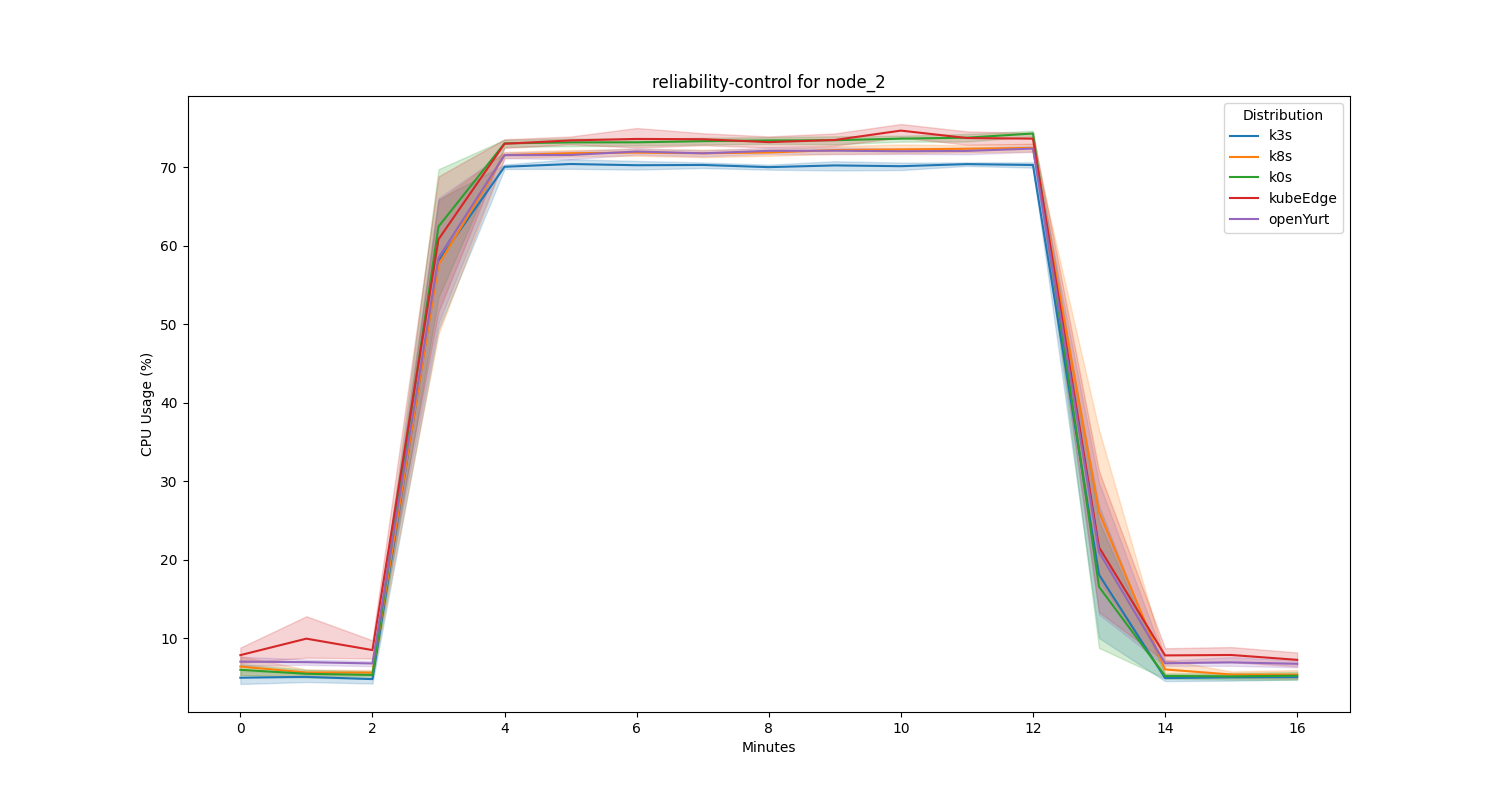 reliability-control for node_2
Distribution
k3s
k8s
k0s
kubeEdge
openYurt
CPU Usage (%)
70
60
50
40
30
20
10
0 2 4 6 8 10 12 14 16
Minutes